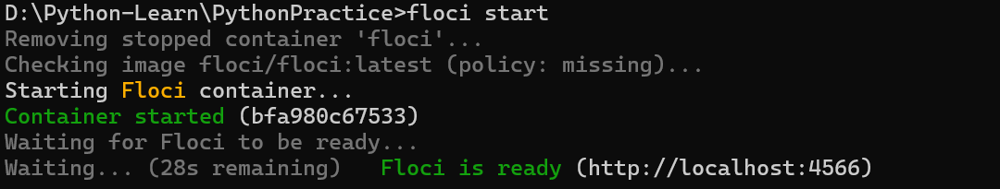 D:\Python-Learn\PythonPractice>floci start
Removing stopped container 'floci'...
Checking image floci/floci:latest (policy: missing)...
Starting Floci container...
Container started (bfa980c67533)
Waiting for Floci to be ready...
Waiting... (28s remaining)   Floci is ready (http://localhost:4566)